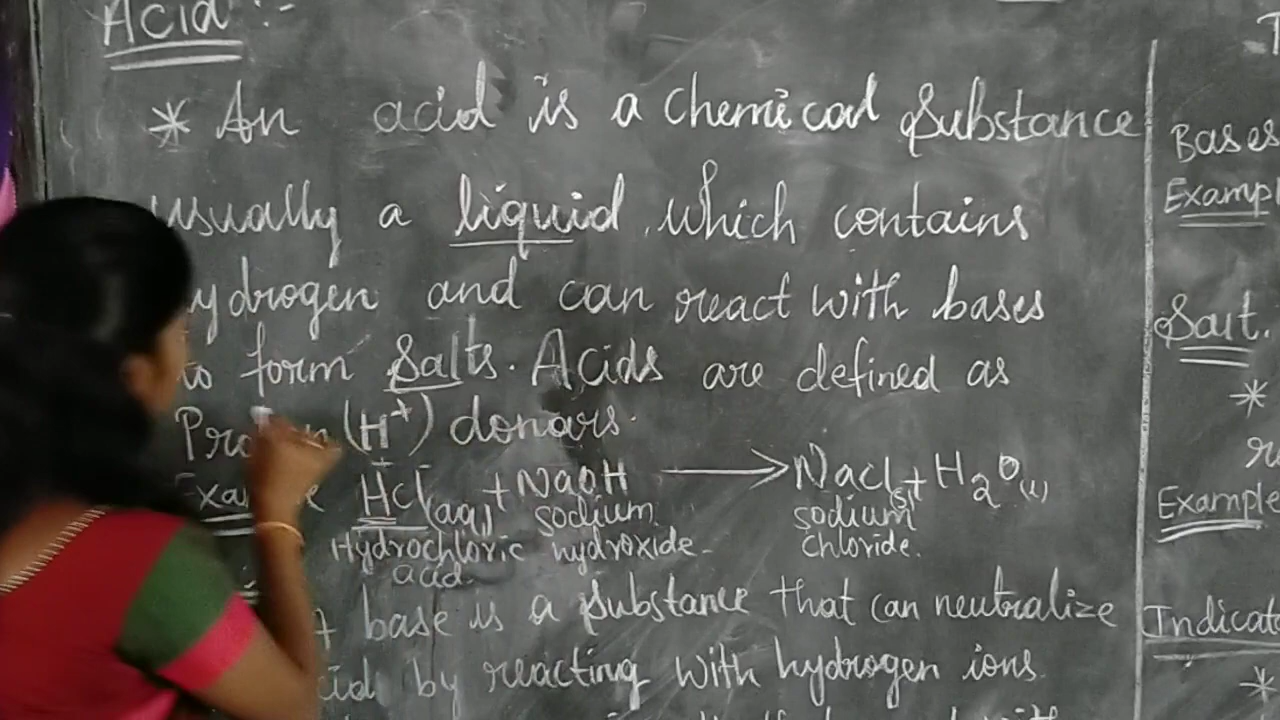 Acid :-
* An acid is a chemical substance
usually a liquid, which contains
ydrogen and can react with bases
to form Salts. Acids are defined as
(H+) donars.
HCl(aq) + NaOH → Nacl(s) + H2O(l)
Hydrochloric acid sodium hydroxide sodium chloride.
base is a substance that can neutralize
by reacting with hydrogen ions.
Bases
Exampl
Salt.
*
Example
Indicat
*